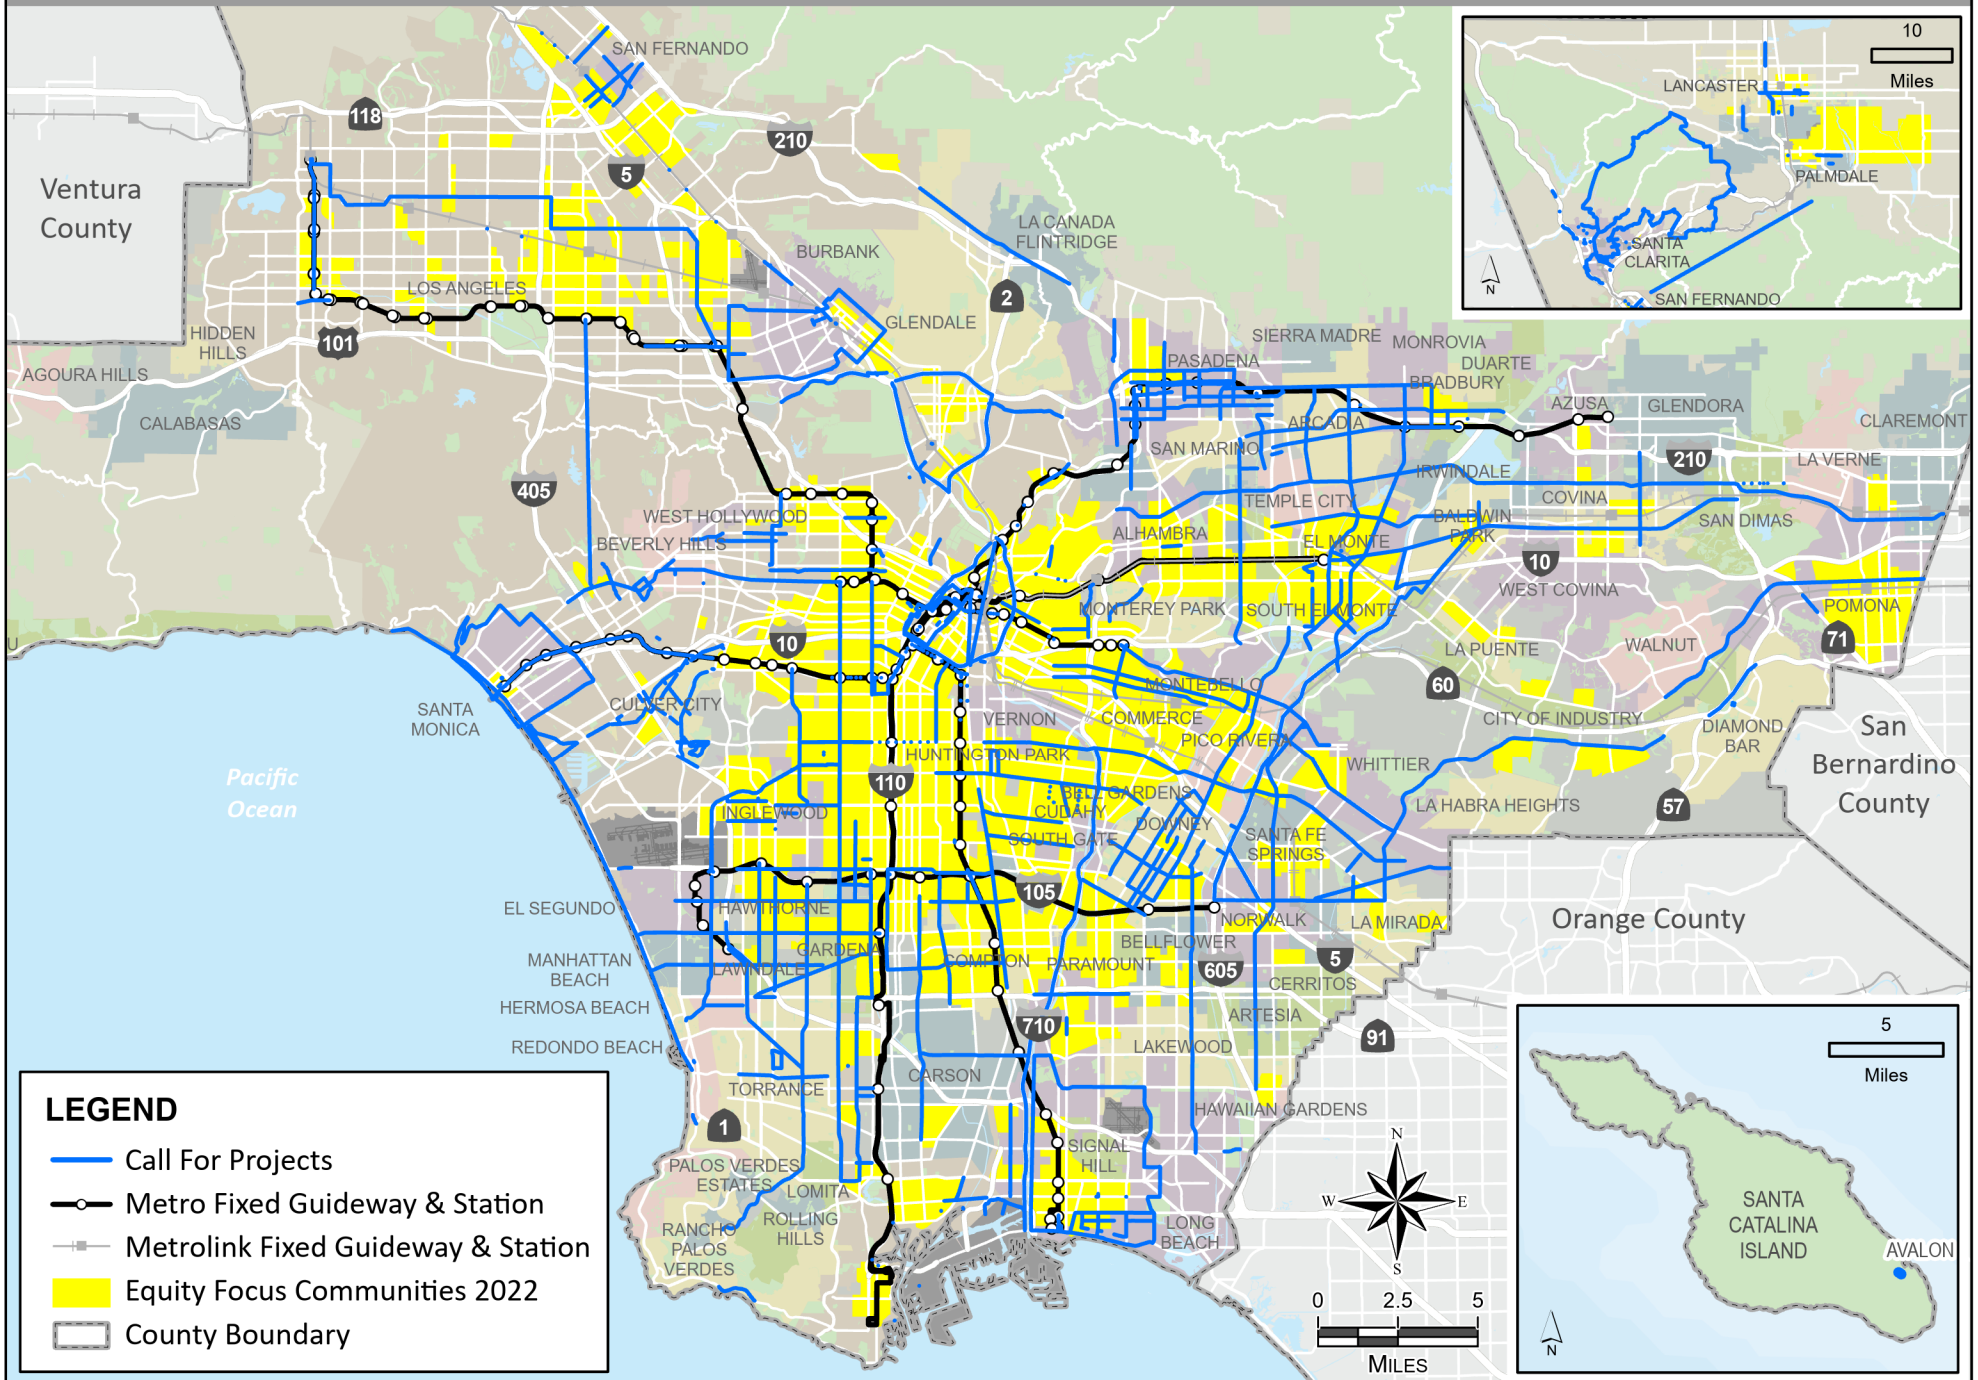 SAN FERNANDO
118
210
5
Ventura
County
LA CANADA
FLINTRIDGE
BURBANK
LOS ANGELES
2
GLENDALE
HIDDEN
HILLS
101
SIERRA MADRE
MONROVIA
DUARTE
BRADBURY
PASADENA
AGOURA HILLS
CALABASAS
AZUSA
GLENDORA
CLAREMONT
ARCADIA
SAN MARINO
210
LA VERNE
IRWINDALE
405
COVINA
TEMPLE CITY
WEST HOLLYWOOD
BALDWIN
PARK
SAN DIMAS
ALHAMBRA
EL MONTE
BEVERLY HILLS
10
WEST COVINA
MONTEREY PARK
SOUTH EL MONTE
POMONA
U
10
71
LA PUENTE
WALNUT
60
MONTEBELLO
CULVER CITY
SANTA
MONICA
VERNON
COMMERCE
CITY OF INDUSTRY
DIAMOND
BAR
San
Bernardino
County
PICO RIVERA
HUNTINGTON PARK
WHITTIER
Pacific
Ocean
110
BELL GARDENS
CUDAHY
LA HABRA HEIGHTS
57
INGLEWOOD
DOWNEY
SOUTH GATE
SANTA FE
SPRINGS
105
EL SEGUNDO
HAWTHORNE
NORWALK
LA MIRADA
Orange County
GARDENA
BELLFLOWER
MANHATTAN
BEACH
LAWNDALE
COMPTON
PARAMOUNT
605
5
CERRITOS
HERMOSA BEACH
ARTESIA
710
91
REDONDO BEACH
LAKEWOOD
CARSON
TORRANCE
HAWAIIAN GARDENS
1
SIGNAL
HILL
PALOS VERDES
ESTATES
LOMITA
RANCHO
PALOS
VERDES
ROLLING
HILLS
LONG
BEACH
N
W
E
S
0
2.5
5
MILES
LEGEND
Call For Projects
Metro Fixed Guideway & Station
Metrolink Fixed Guideway & Station
Equity Focus Communities 2022
County Boundary
10
Miles
LANCASTER
PALMDALE
SANTA
CLARITA
SAN FERNANDO
N
5
Miles
SANTA
CATALINA
ISLAND
AVALON
N